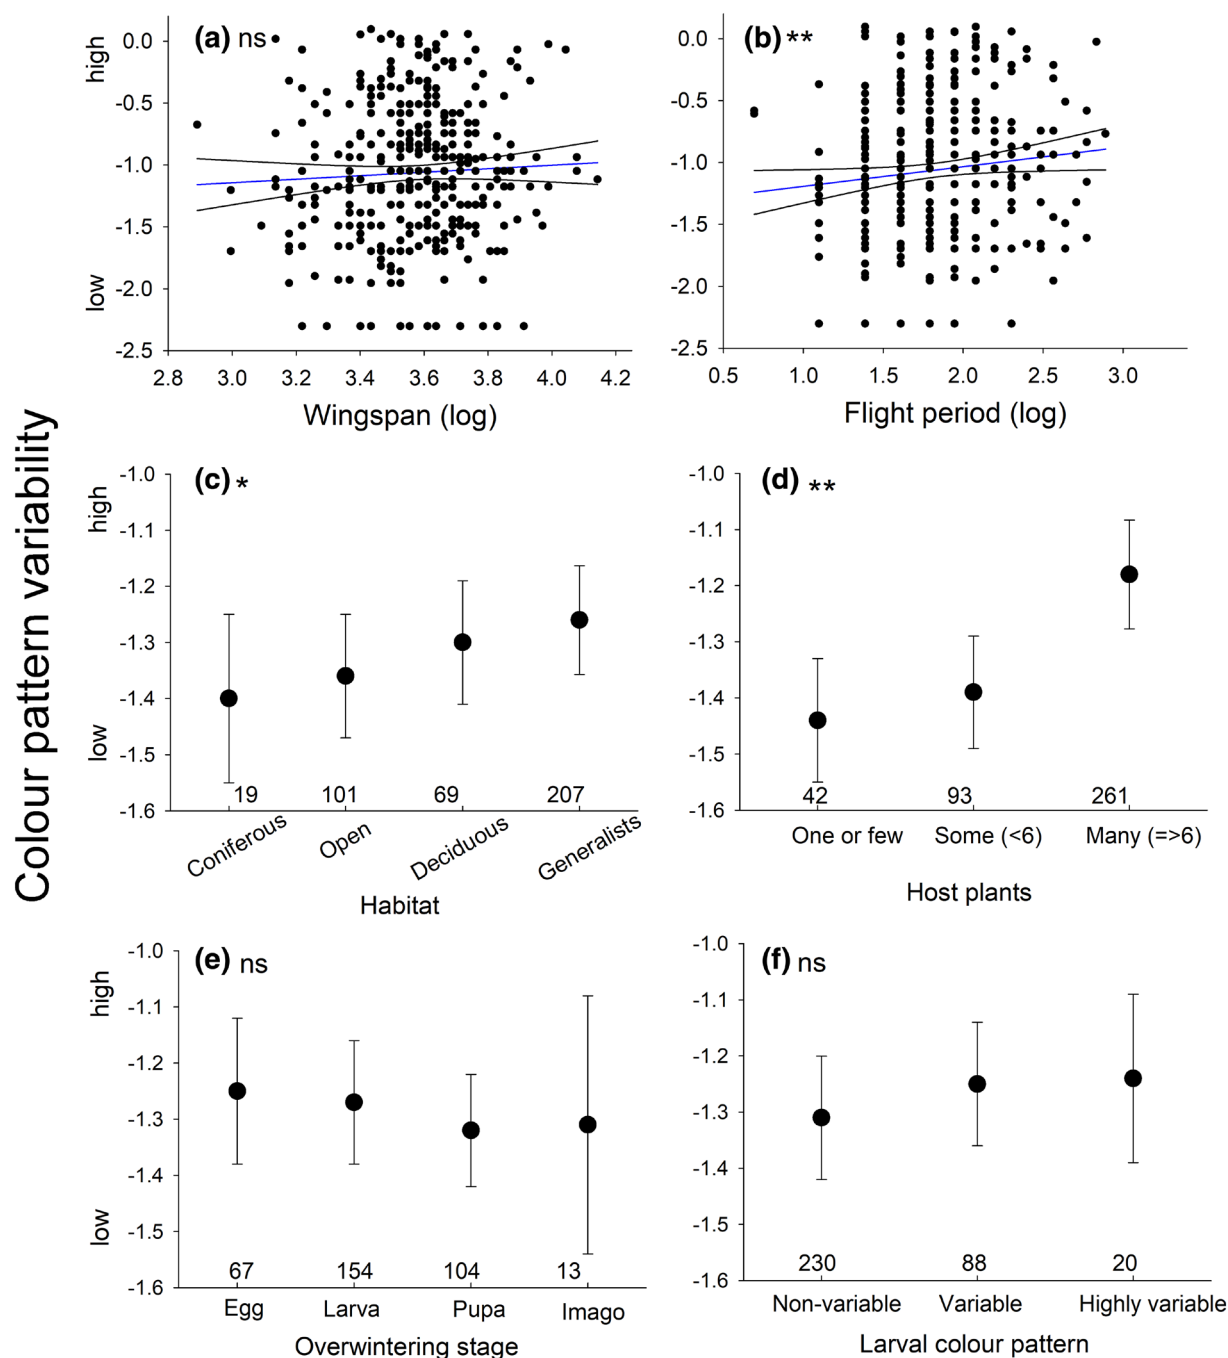 Colour pattern variability
(a) ns
high
low
0.0
-0.5
-1.0
-1.5
-2.0
-2.5
2.8 3.0 3.2 3.4 3.6 3.8 4.0 4.2
Wingspan (log)
(b) **
0.0
-0.5
-1.0
-1.5
-2.0
-2.5
0.5 1.0 1.5 2.0 2.5 3.0
Flight period (log)
(c) *
high
low
-1.0
-1.1
-1.2
-1.3
-1.4
-1.5
-1.6
19 101 69 207
Coniferous Open Deciduous Generalists
Habitat
(d) **
-1.0
-1.1
-1.2
-1.3
-1.4
-1.5
-1.6
42 93 261
One or few Some (<6) Many (=>6)
Host plants
(e) ns
high
low
-1.0
-1.1
-1.2
-1.3
-1.4
-1.5
-1.6
67 154 104 13
Egg Larva Pupa Imago
Overwintering stage
(f) ns
-1.0
-1.1
-1.2
-1.3
-1.4
-1.5
-1.6
230 88 20
Non-variable Variable Highly variable
Larval colour pattern